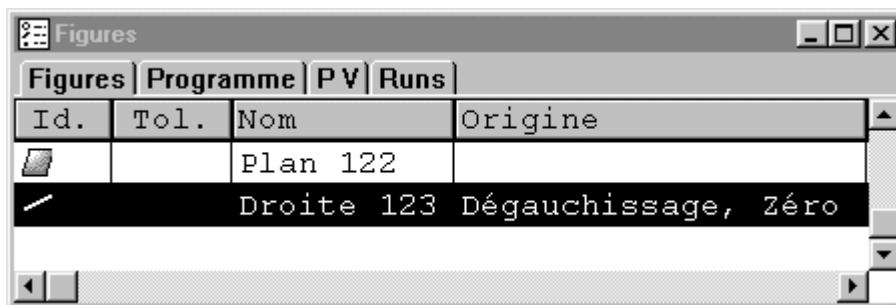 Figures
Figures Programme P V Runs
Id. Tol. Nom Origine
Plan 122
Droite 123 Dégauchissage, Zéro